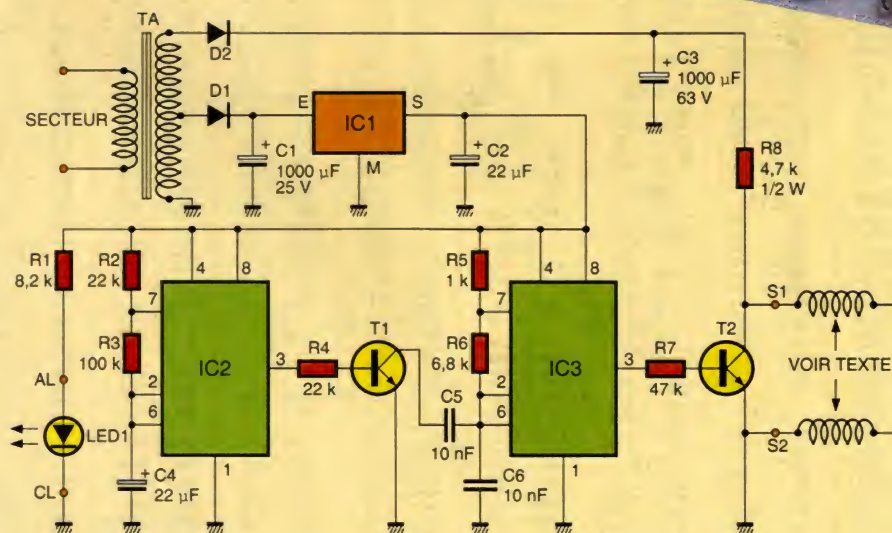 TA
D2
C3
1000 µF
63 V
D1
E
S
SECTEUR
IC1
C1
1000 µF
25 V
C2
22 µF
M
R8
4,7 k
1/2 W
R1
8,2 k
R2
22 k
4
8
R5
1 k
4
8
7
7
S1
R3
100 k
T1
R6
6,8 k
T2
IC2
3
R4
22 k
IC3
3
R7
47 k
VOIR TEXTE
AL
2
6
C5
10 nF
2
6
LED1
S2
CL
+
C4
22 µF
1
C6
10 nF
1
+
+
+